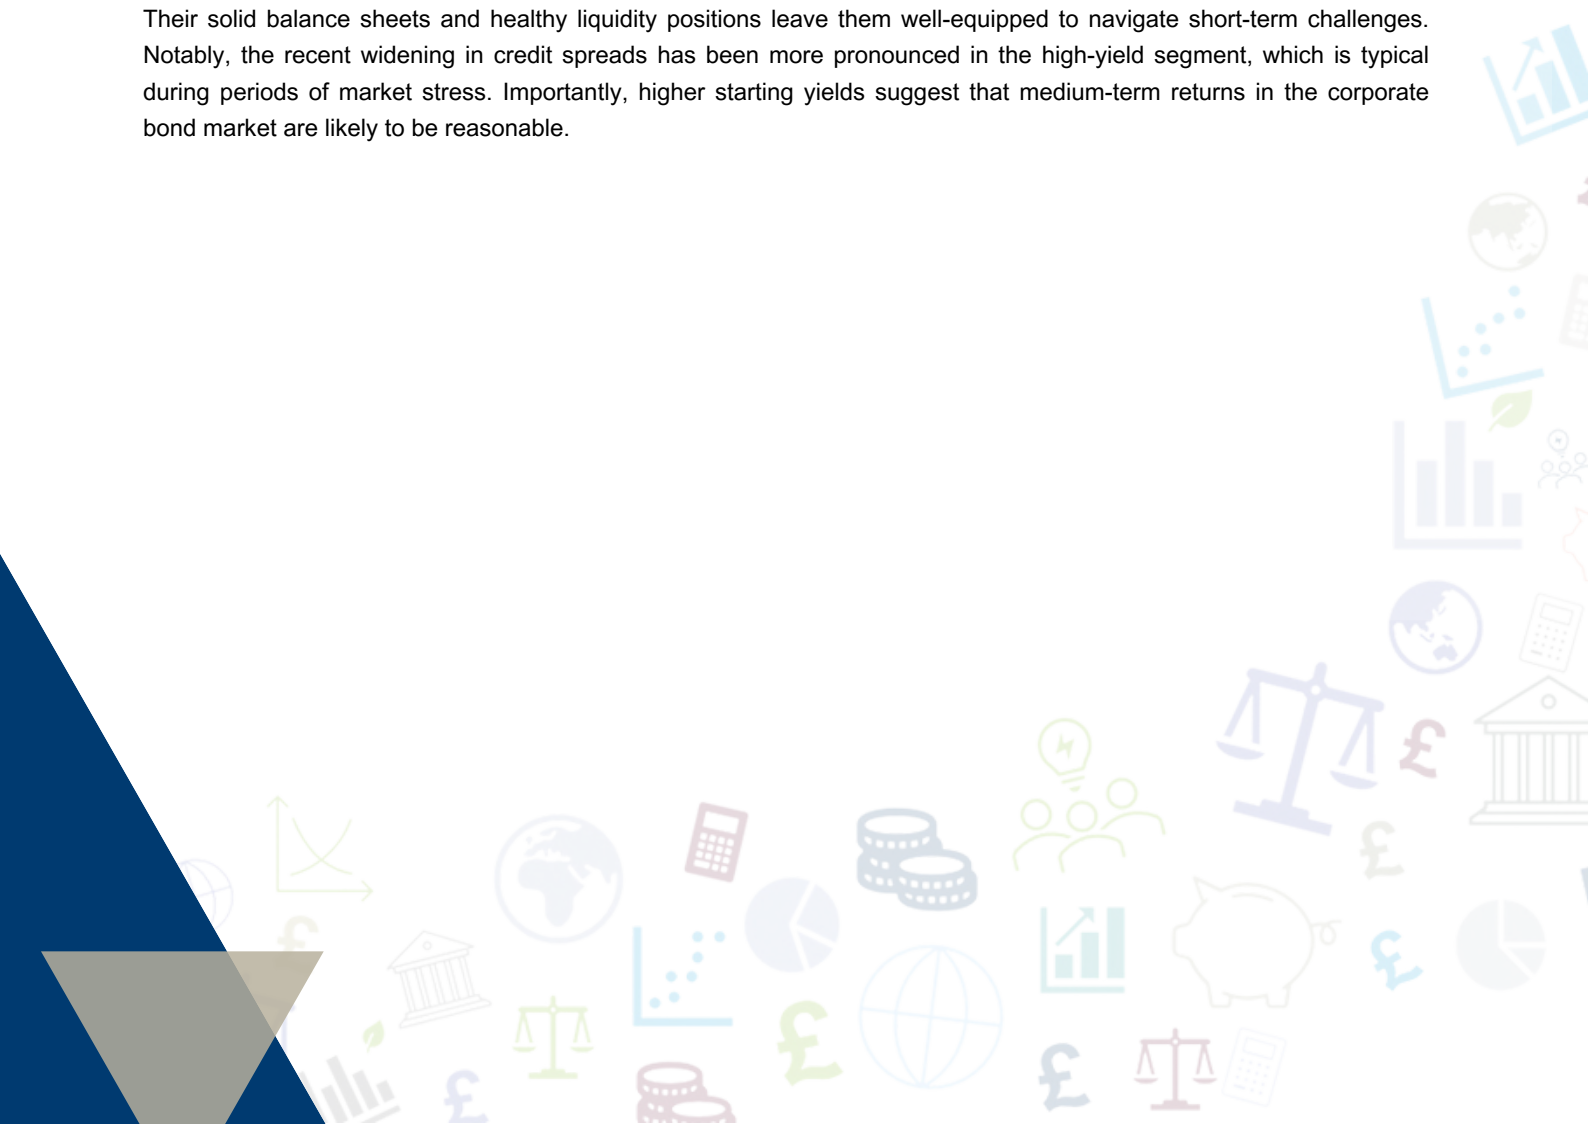 Their solid balance sheets and healthy liquidity positions leave them well-equipped to navigate short-term challenges.
Notably, the recent widening in credit spreads has been more pronounced in the high-yield segment, which is typical
during periods of market stress. Importantly, higher starting yields suggest that medium-term returns in the corporate
bond market are likely to be reasonable.